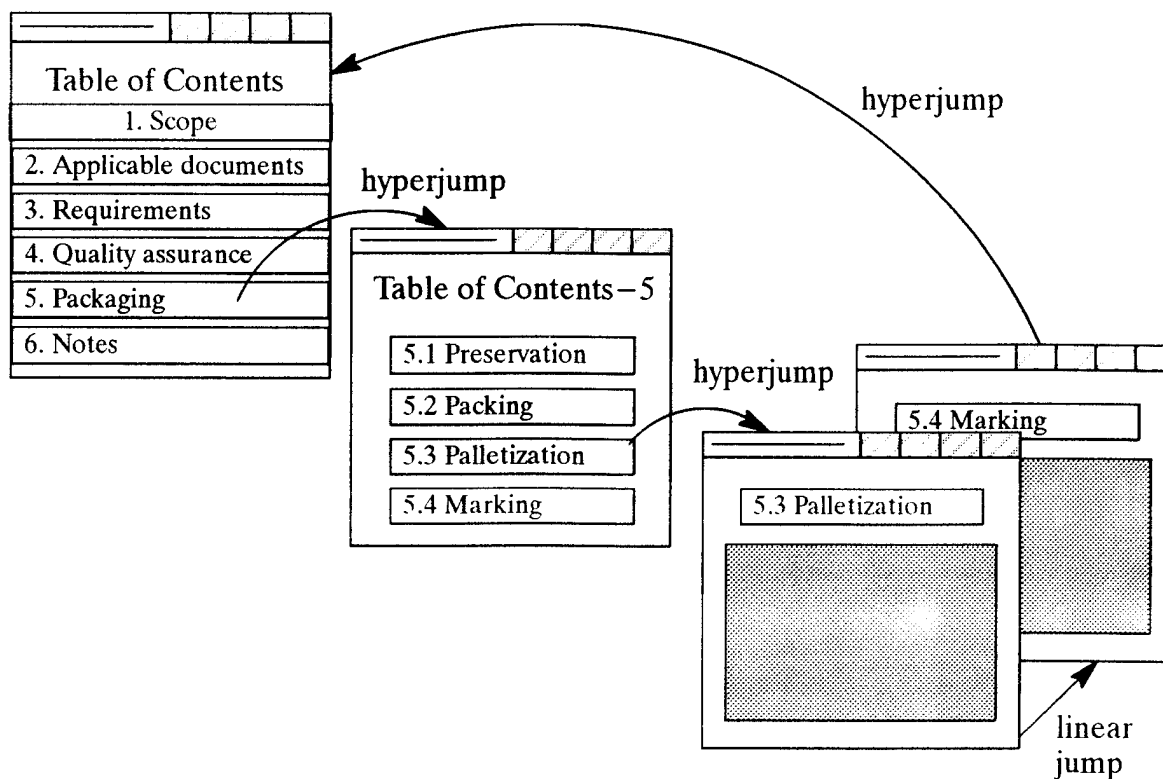 Table of Contents
1. Scope
2. Applicable documents
3. Requirements
4. Quality assurance
5. Packaging
6. Notes
hyperjump
Table of Contents–5
5.1 Preservation
5.2 Packing
5.3 Palletization
5.4 Marking
hyperjump
hyperjump
5.4 Marking
5.3 Palletization
linear
jump